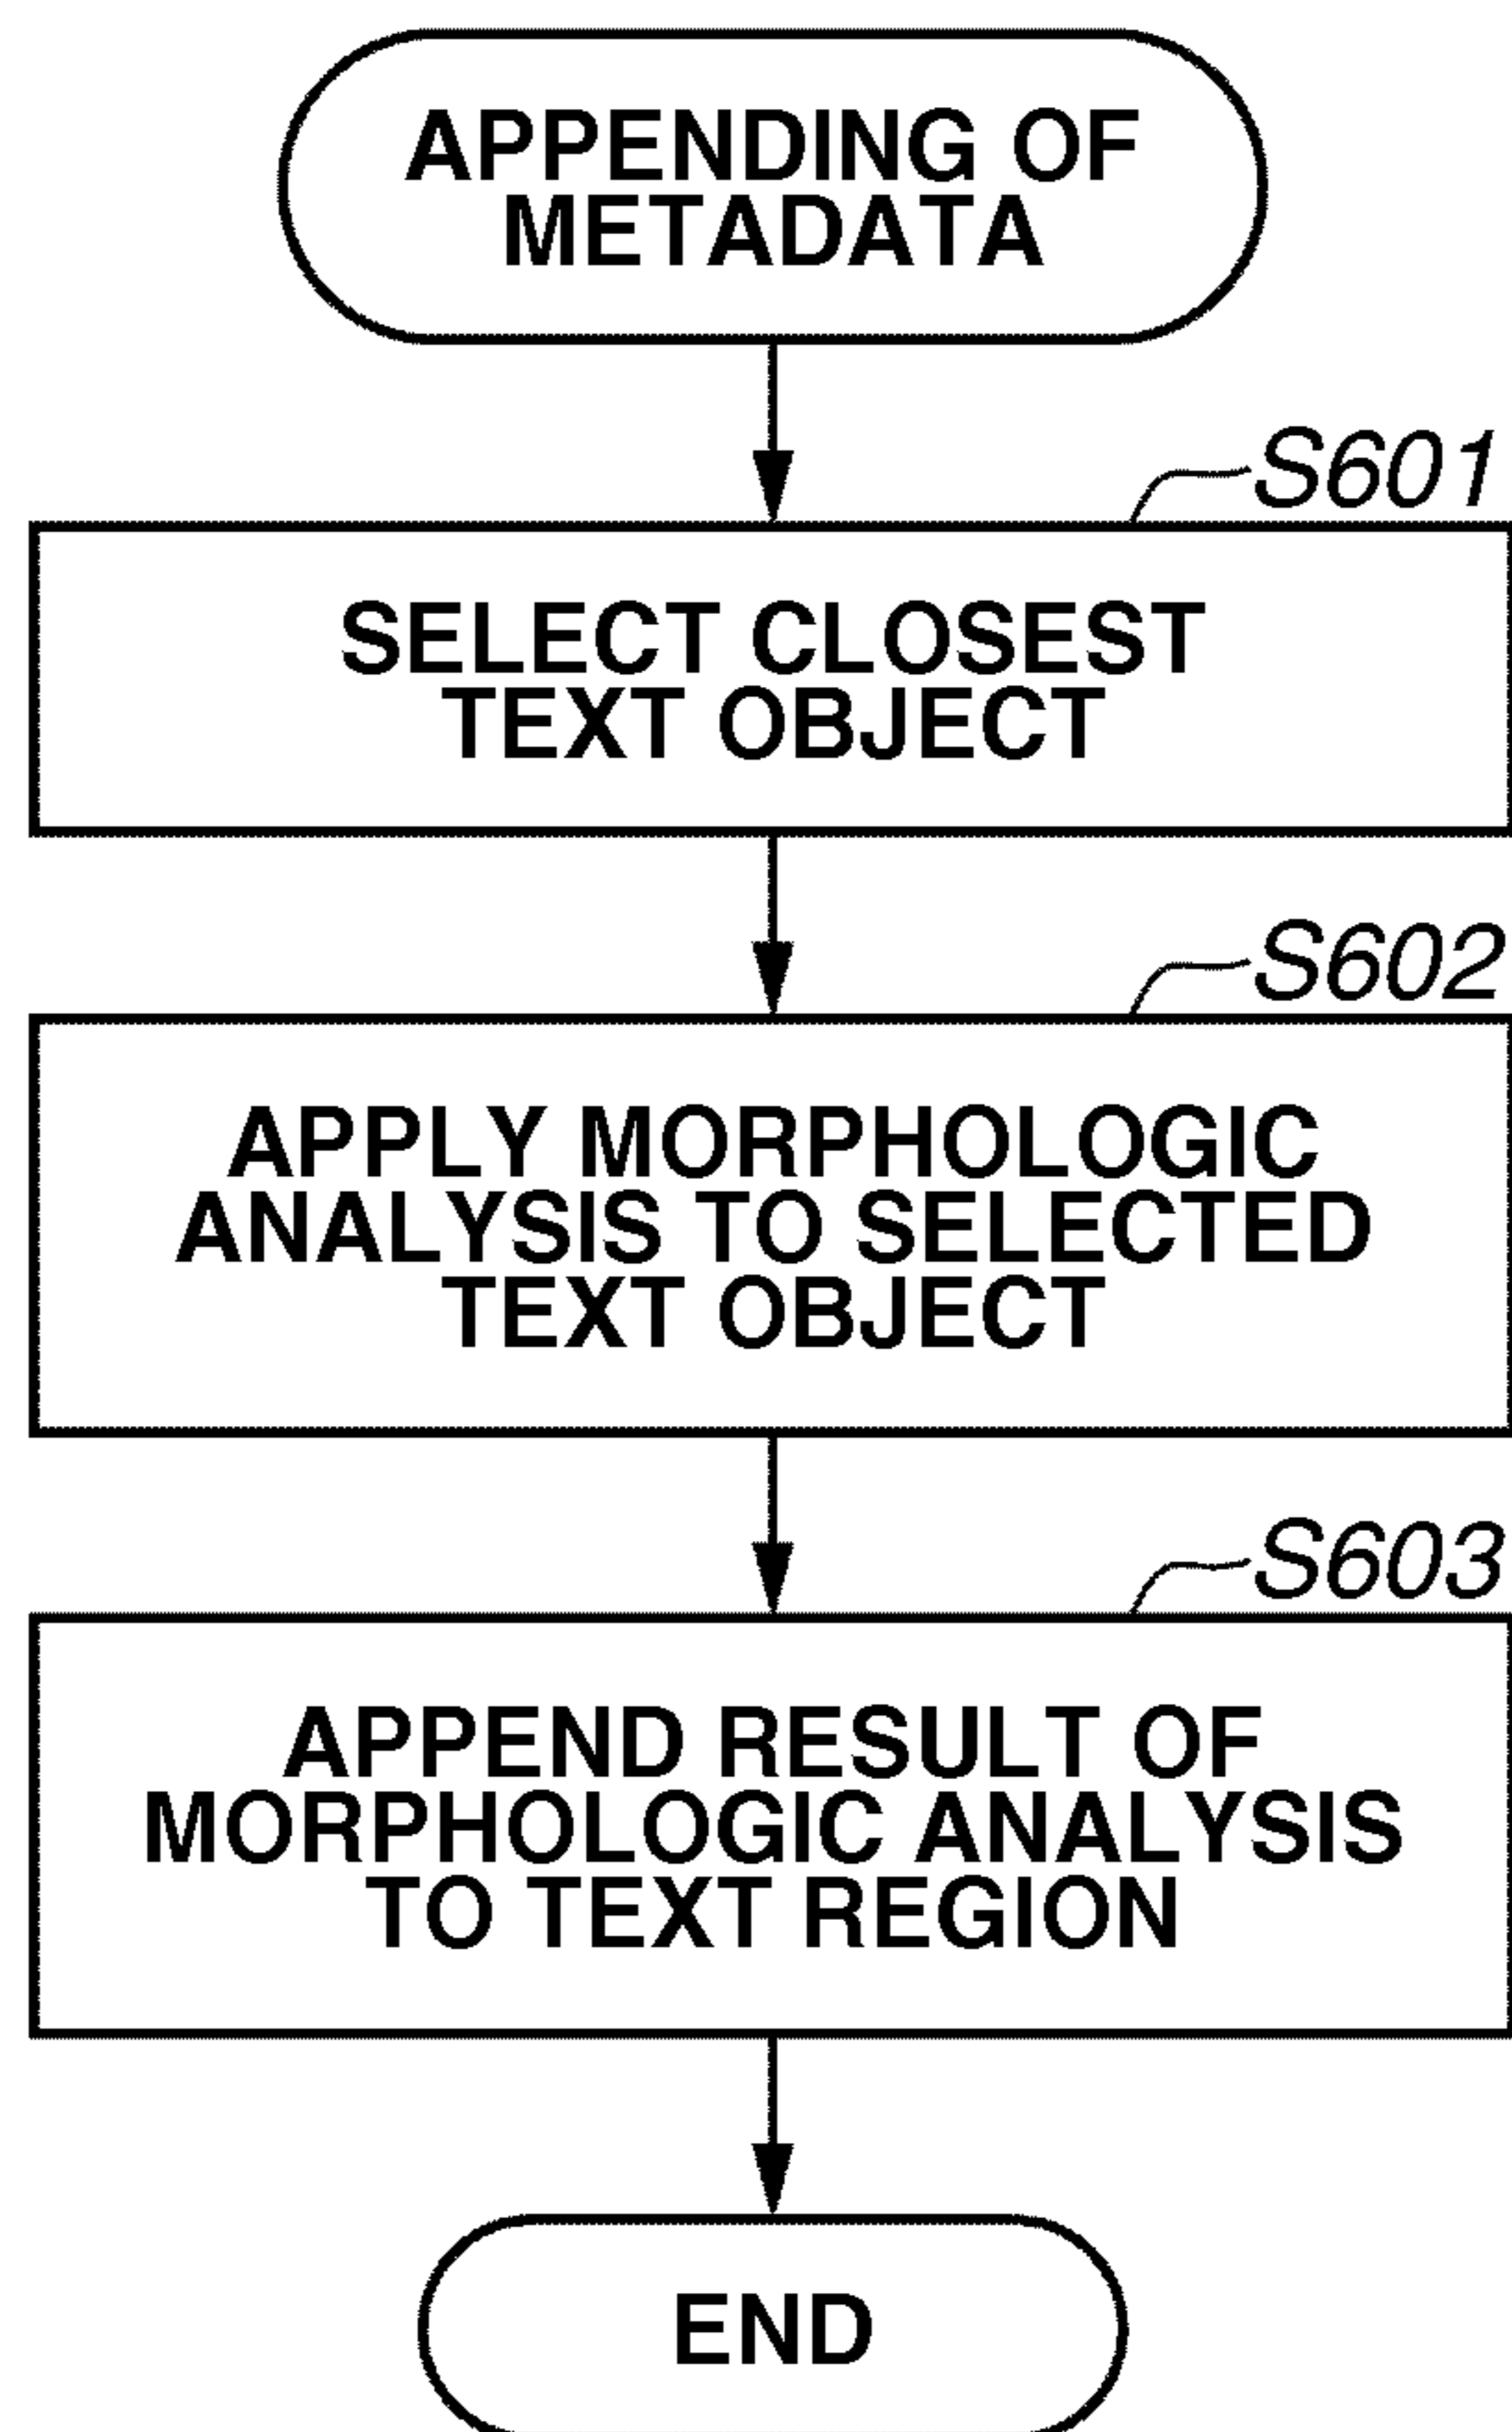 APPENDING OF
METADATA
S601
SELECT CLOSEST
TEXT OBJECT
S602
APPLY MORPHOLOGIC
ANALYSIS TO SELECTED
TEXT OBJECT
S603
APPEND RESULT OF
MORPHOLOGIC ANALYSIS
TO TEXT REGION
END